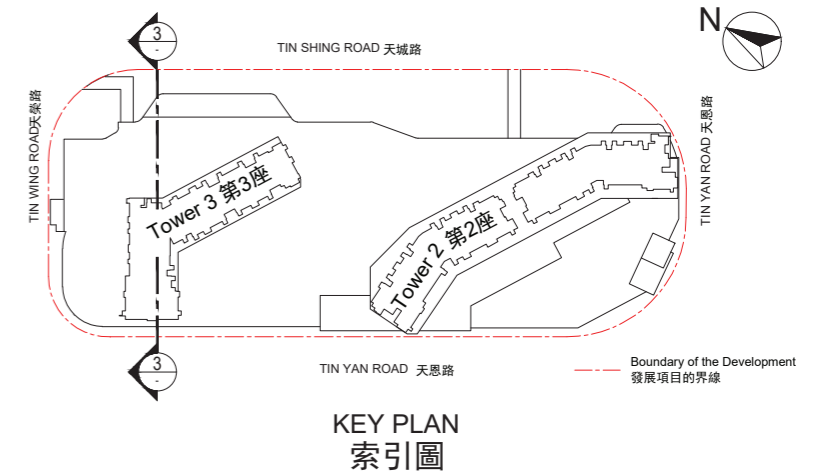 3
-
TIN SHING ROAD 天城路
N
TIN WING ROAD天榮路
TIN YAN ROAD 天恩路
Tower 3 第3座
Tower 2 第2座
3
-
TIN YAN ROAD 天恩路
Boundary of the Development
發展項目的界線
KEY PLAN
索引圖